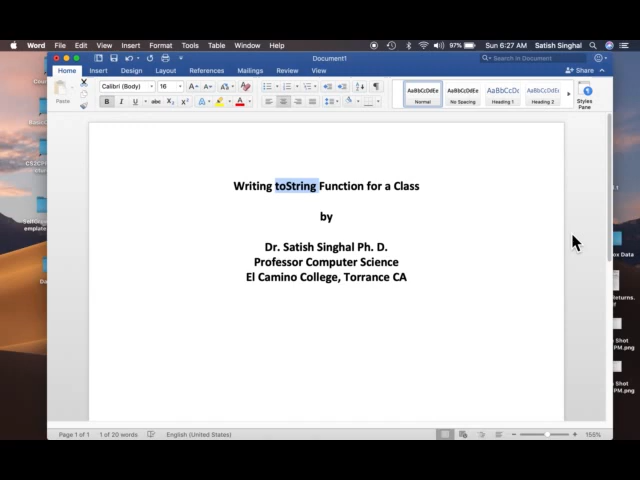 Word File Edit View Insert Format Tools Table Window Help 97% Sun 6:27 AM Satish Singhal
Document1
Search in Document
Home Insert Design Layout References Mailings Review View Share
Paste
Calibri (Body) 16
AaBbCcDdEe AaBbCcDdEe AaBbCcDc AaBbCcDdEe
Normal No Spacing Heading 1 Heading 2
Styles Pane
Writing toString Function for a Class
by
Dr. Satish Singhal Ph. D.
Professor Computer Science
El Camino College, Torrance CA
Page 1 of 1 1 of 20 words English (United States) 155%